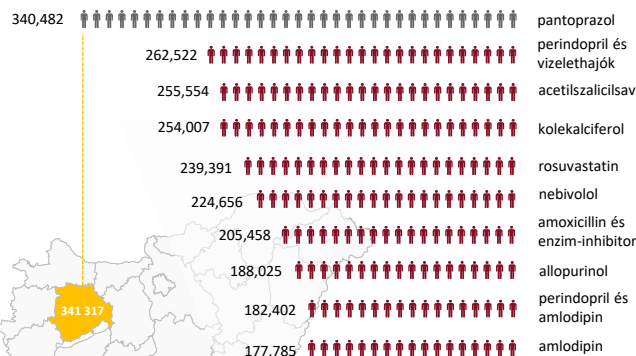 340,482 pantoprazol
262,522 perindopril és
vizelethajók
255,554 acetilszalicilsav
254,007 kolekalciferol
239,391 rosuvastatin
224,656 nebivolol
205,458 amoxicillin és
enzim-inhibitor
188,025 allopurinol
182,402 perindopril és
amlodipin
341 317
177,785 amlodipin